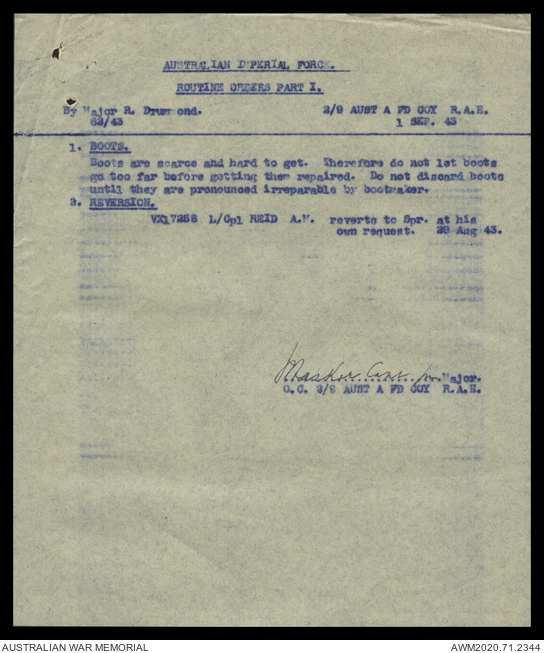 AUSTRALIAN IMPERIAL FORCE.
ROUTINE ORDERS PART I.
By Major R. Drummond. 2/9 AUST A FD COY R.A.E.
62/43 1 SEP. 43
1. BOOTS.
Boots are scarce and hard to get. Therefore do not let boots
go too far before getting them repaired. Do not discard boots
until they are pronounced irreparable by bootmaker.
2. REVERSION.
VX17258 L/Cpl REID A.W. reverts to Spr. at his
own request. 29 Aug 43.
Major.
O.C. 2/9 AUST A FD COY R.A.E.
AUSTRALIAN WAR MEMORIAL AWM2020.71.2344